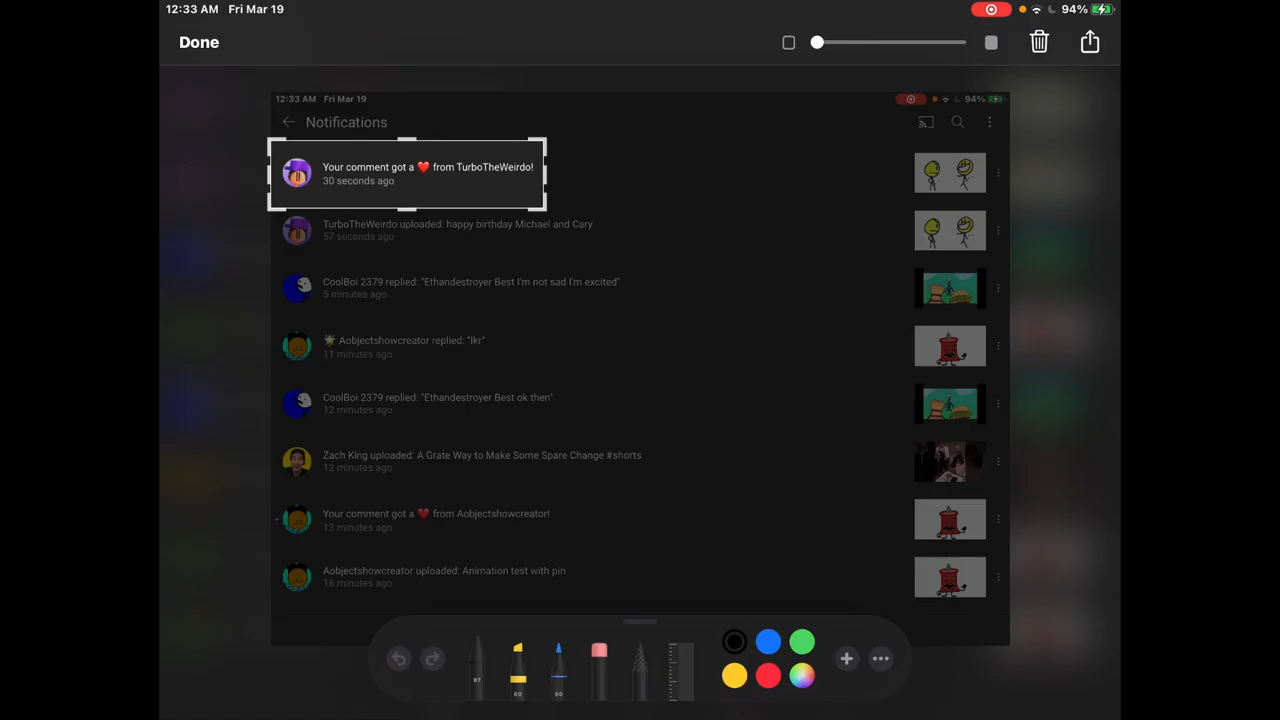 12:33 AM Fri Mar 19
94%
Done
12:33 AM Fri Mar 19
94%
Notifications
Your comment got a ❤️ from TurboTheWeirdo!
30 seconds ago
TurboTheWeirdo uploaded: happy birthday Michael and Cary
57 seconds ago
CoolBoi 2379 replied: "Ethandestroyer Best I'm not sad I'm excited"
5 minutes ago
🌟 Aobjectshowcreator replied: "Ikr"
11 minutes ago
CoolBoi 2379 replied: "Ethandestroyer Best ok then"
12 minutes ago
Zach King uploaded: A Grate Way to Make Some Spare Change #shorts
12 minutes ago
Your comment got a ❤️ from Aobjectshowcreator!
13 minutes ago
Aobjectshowcreator uploaded: Animation test with pin
16 minutes ago
97
80
50